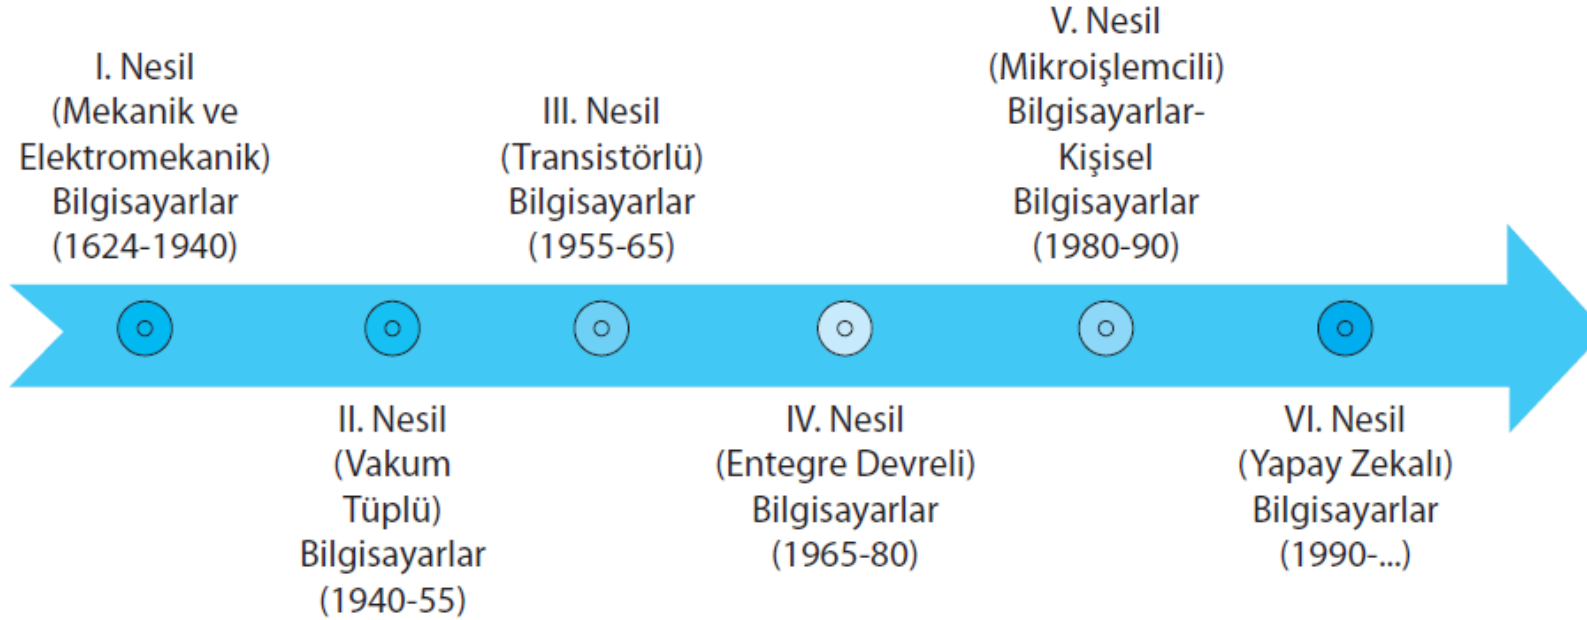 I. Nesil
(Mekanik ve
Elektromekanik)
Bilgisayarlar
(1624-1940)
II. Nesil
(Vakum
Tüplü)
Bilgisayarlar
(1940-55)
III. Nesil
(Transistörlü)
Bilgisayarlar
(1955-65)
IV. Nesil
(Entegre Devreli)
Bilgisayarlar
(1965-80)
V. Nesil
(Mikroişlemcili)
Bilgisayarlar-
Kişisel
Bilgisayarlar
(1980-90)
VI. Nesil
(Yapay Zekalı)
Bilgisayarlar
(1990-...)